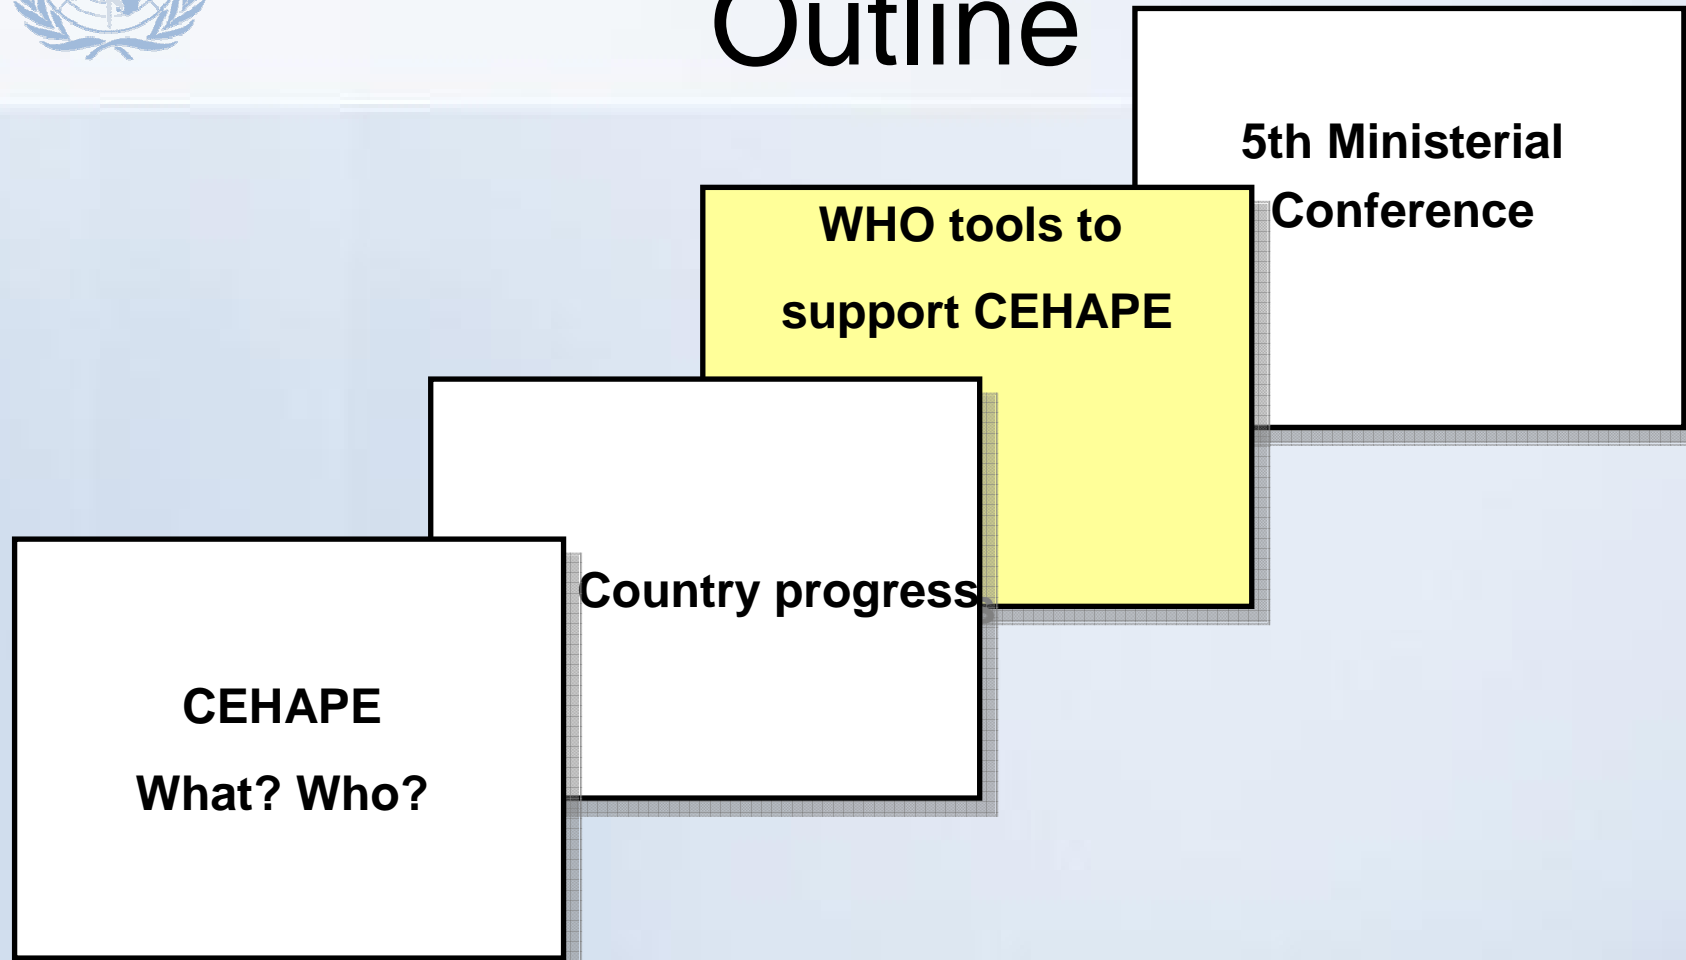 Outline
5th Ministerial
Conference
WHO tools to
support CEHAPE
Country progress
CEHAPE
What? Who?